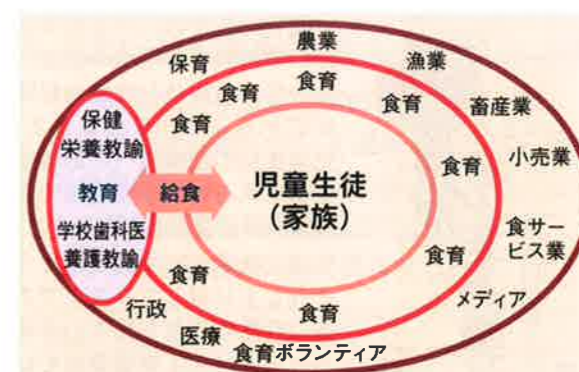 農業
保育
漁業
食育
食育
食育
畜産業
保健
栄養教諭
食育
食育
小売業
教育
給食
児童生徒
(家族)
学校歯科医
養護教諭
食サー
ビス業
食育
食育
メディア
行政
食育
医療
食育ボランティア